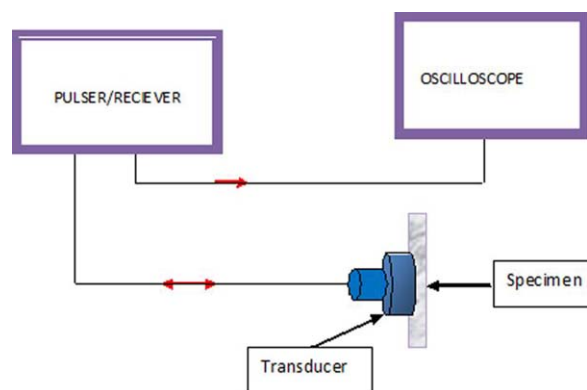 PULSER/RECIEVER
OSCILLOSCOPE
Specimen
Transducer